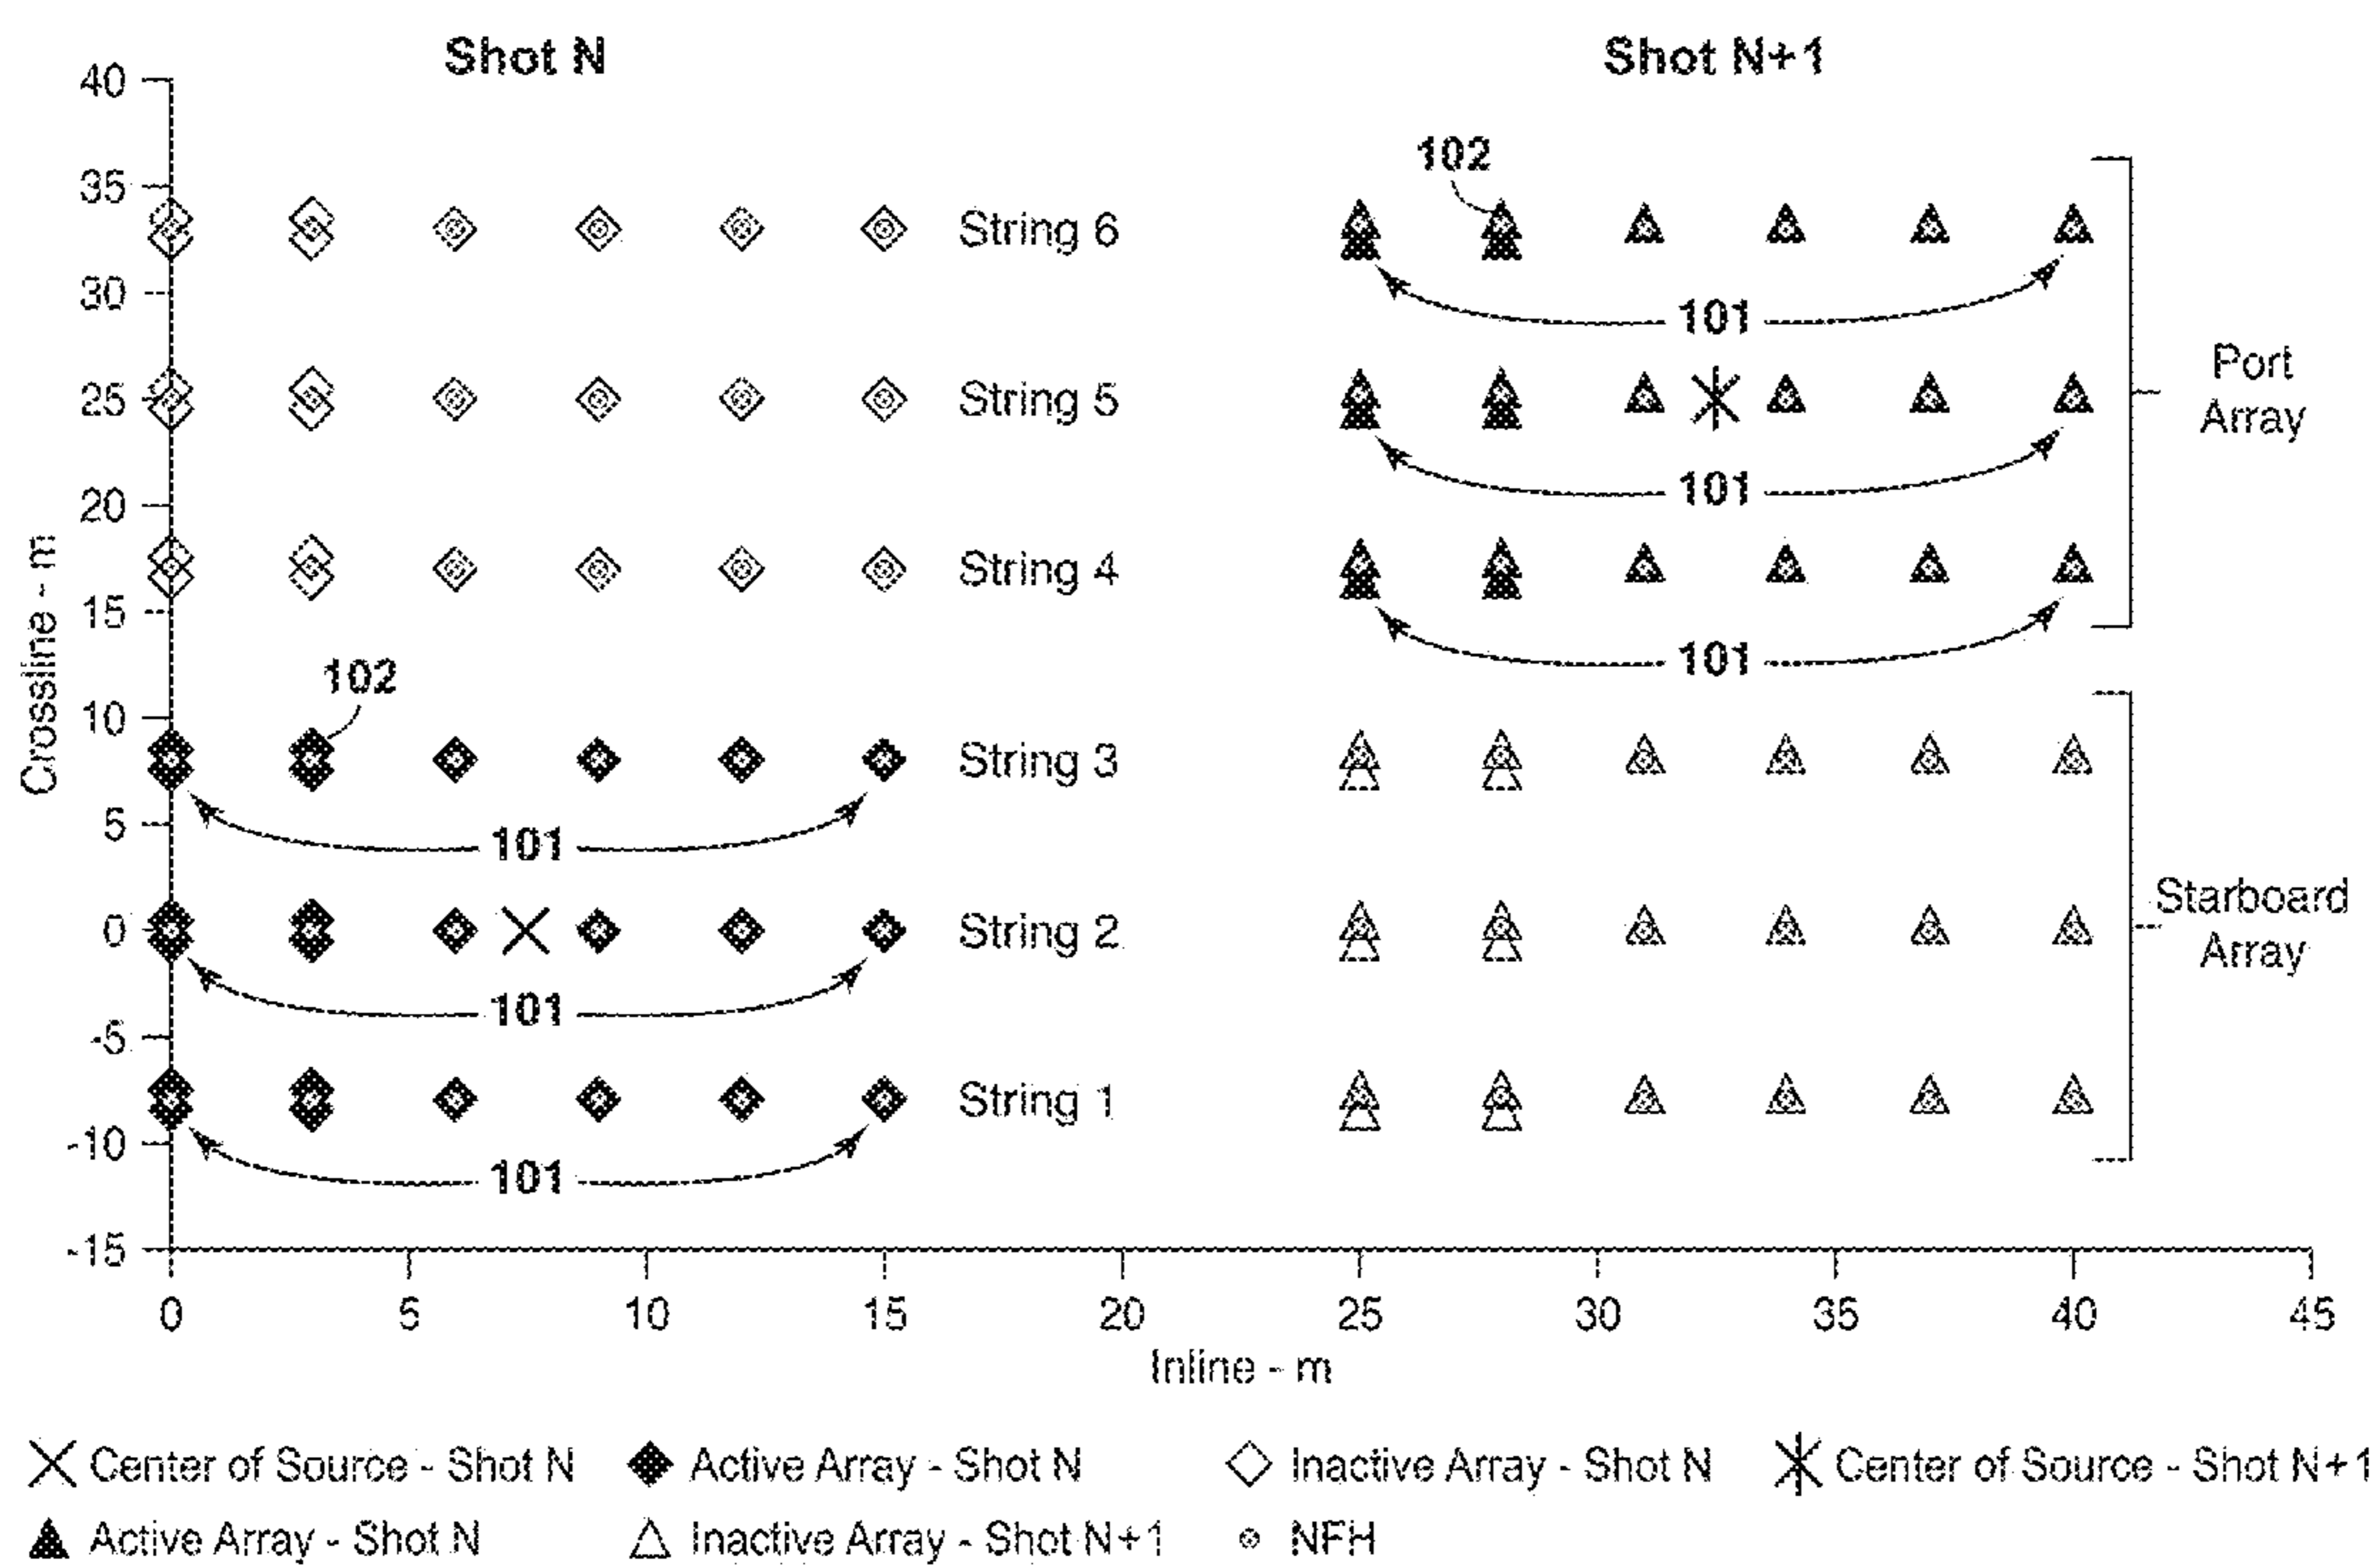 Shot N Shot N+1
40
102
35
String 6
30
101
Port
Array
25
String 5
20
101
String 4
15
101
102
10
String 3
5
101
Starboard
Array
0
String 2
-5
101
String 1
-10
101
-15
Crossline - m
0 5 10 15 20 25 30 35 40 45
Inline - m
Center of Source - Shot N Active Array - Shot N Inactive Array - Shot N Center of Source - Shot N+1
Active Array - Shot N Inactive Array - Shot N+1 NFH